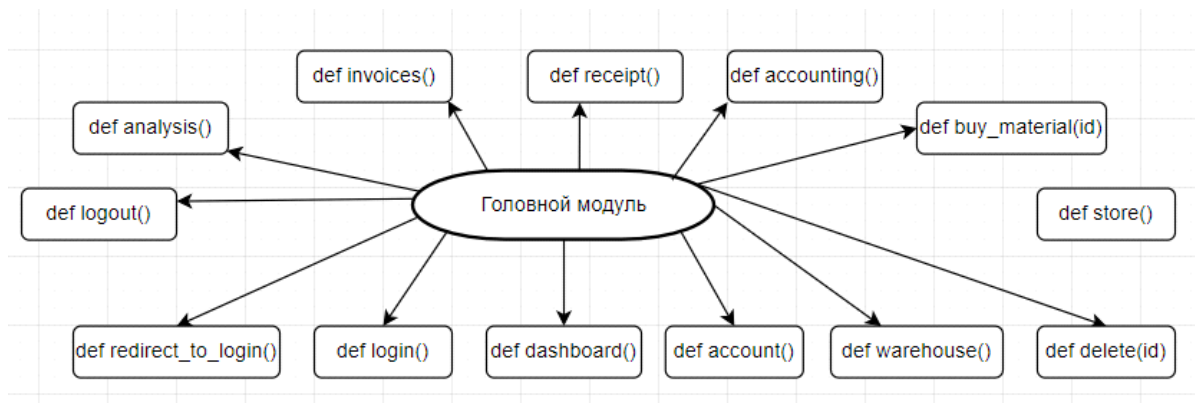 def invoices()
def receipt()
def accounting()
def analysis()
def buy_material(id)
def logout()
Головной модуль
def store()
def redirect_to_login()
def login()
def dashboard()
def account()
def warehouse()
def delete(id)